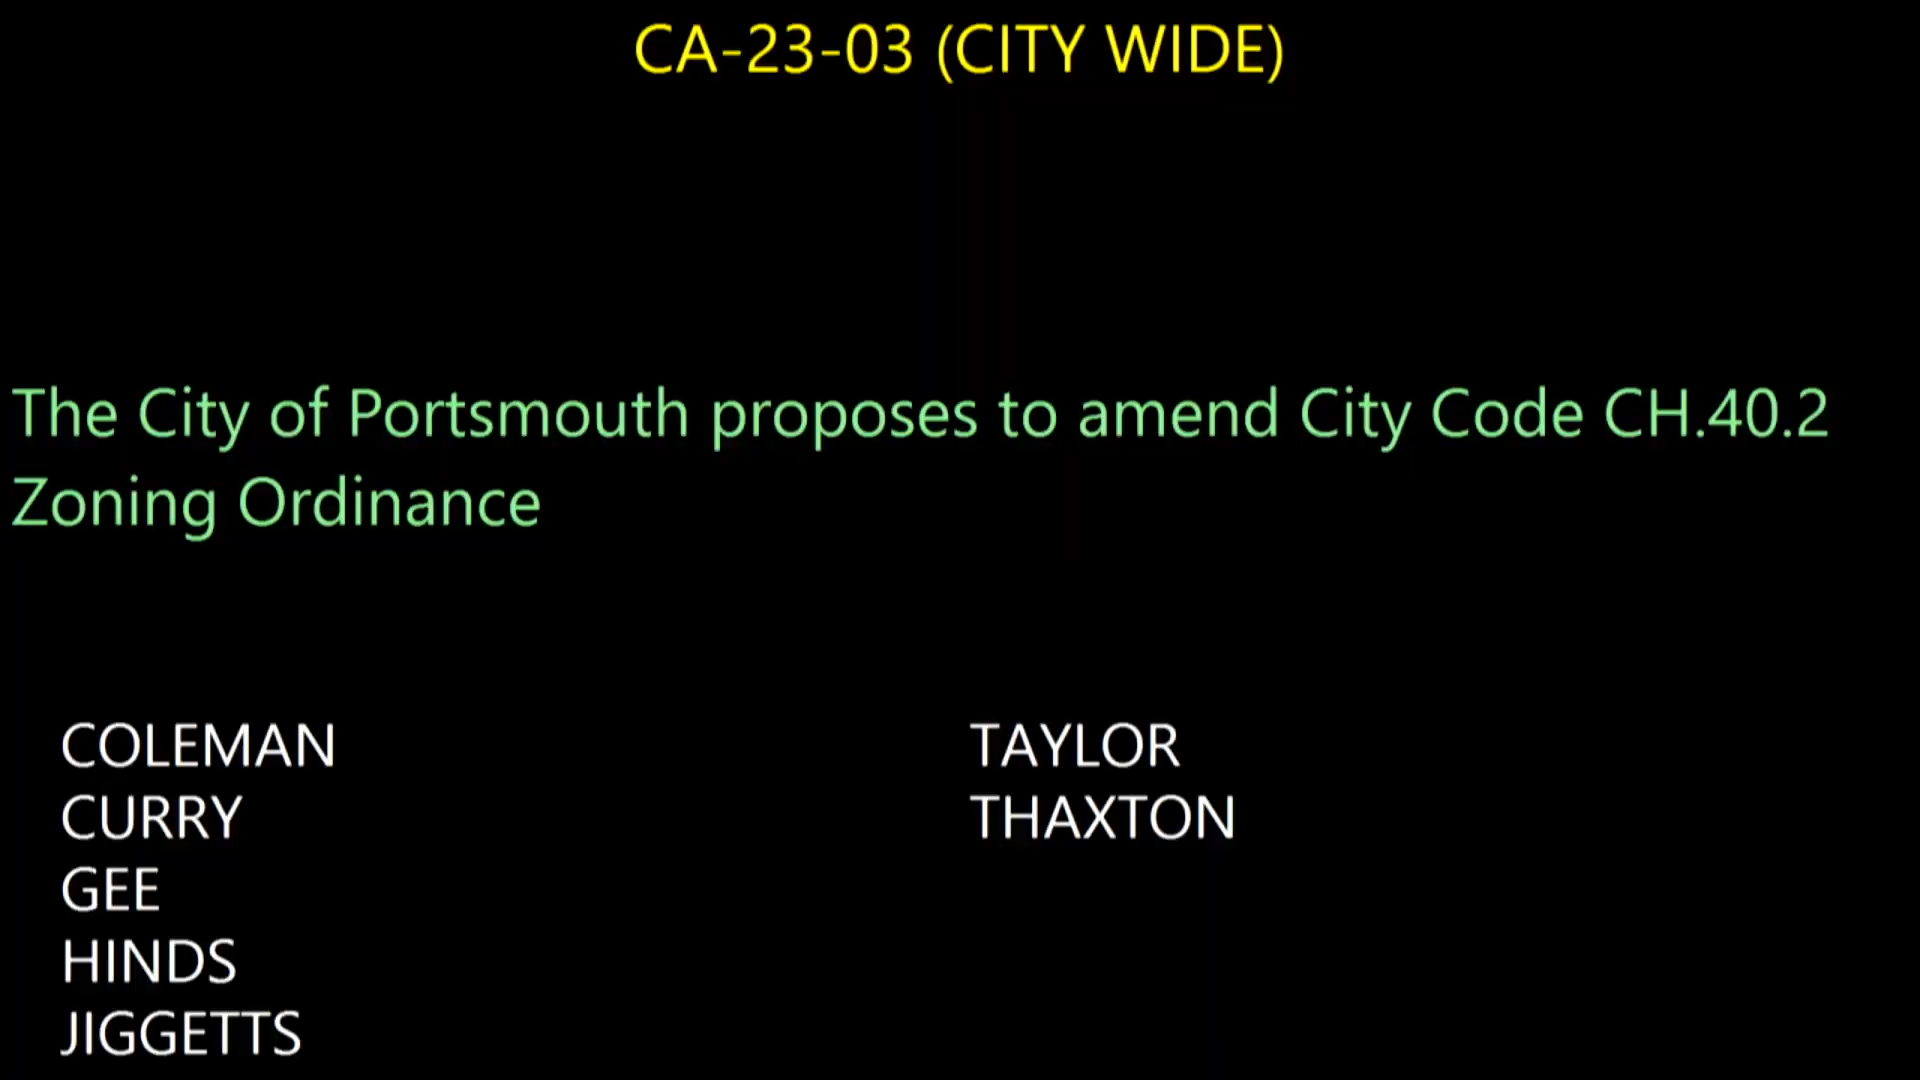 CA-23-03 (CITY WIDE)
The City of Portsmouth proposes to amend City Code CH.40.2
Zoning Ordinance
COLEMAN
CURRY
GEE
HINDS
JIGGETTS
TAYLOR
THAXTON